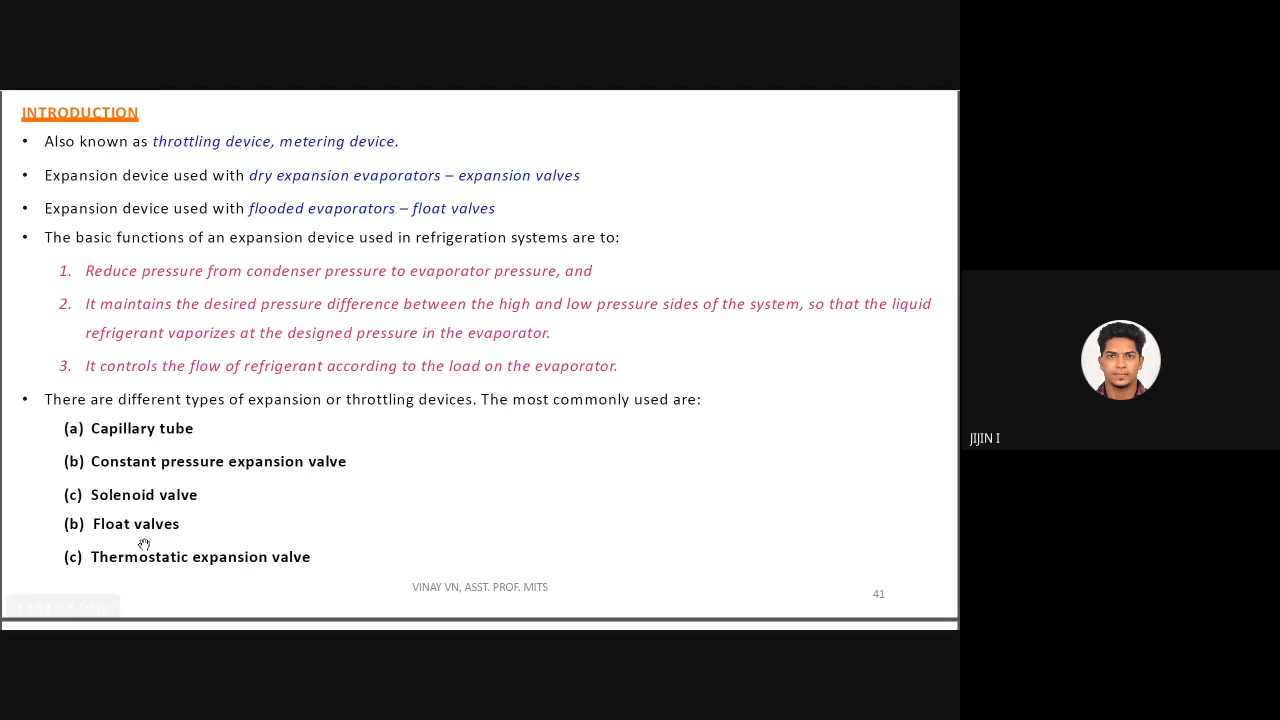 INTRODUCTION
• Also known as throttling device, metering device.
• Expansion device used with dry expansion evaporators – expansion valves
• Expansion device used with flooded evaporators – float valves
• The basic functions of an expansion device used in refrigeration systems are to:
1. Reduce pressure from condenser pressure to evaporator pressure, and
2. It maintains the desired pressure difference between the high and low pressure sides of the system, so that the liquid
refrigerant vaporizes at the designed pressure in the evaporator.
3. It controls the flow of refrigerant according to the load on the evaporator.
• There are different types of expansion or throttling devices. The most commonly used are:
(a) Capillary tube
(b) Constant pressure expansion valve
(c) Solenoid valve
(b) Float valves
(c) Thermostatic expansion valve
VINAY VN, ASST. PROF. MITS
41
JIJIN I